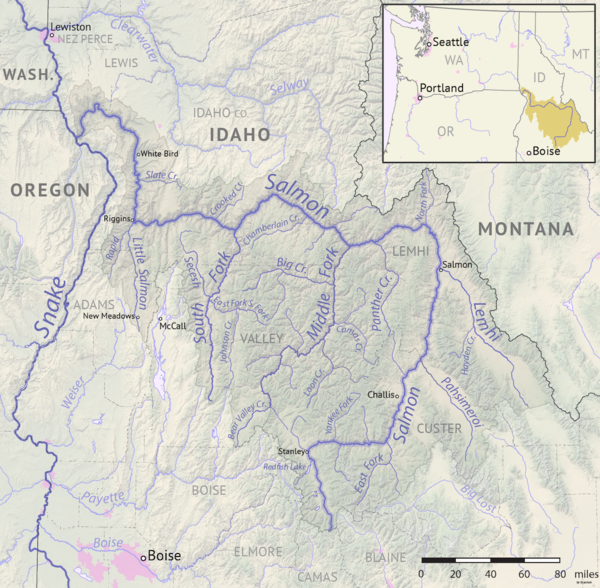 Lewiston
NEZ PERCE
Clearwater
WASH.
LEWIS
Selway
IDAHO CO.
IDAHO
Seattle
WA
ID
MT
Portland
OR
Boise
White Bird
Slate Cr.
OREGON
Crooked Cr.
Salmon
North Fork
Riggins
Chamberlain Cr.
MONTANA
Rapid
Little Salmon
Secesh
South Fork
Big Cr.
Middle Fork
LEMHI
Salmon
Panther Cr.
Lemhi
Snake
ADAMS
East Fork S. Fork
New Meadows
McCall
Johnson Cr.
VALLEY
Camas Cr.
Hayden Cr.
Weiser
Loon Cr.
Challis
Pahsimeroi
Bear Valley Cr.
Yankee Fork
Salmon
CUSTER
Stanley
Redfish Lake
East Fork
Payette
BOISE
Big Lost
Boise
Boise
ELMORE
BLAINE
CAMAS
0 20 40 60 80 miles